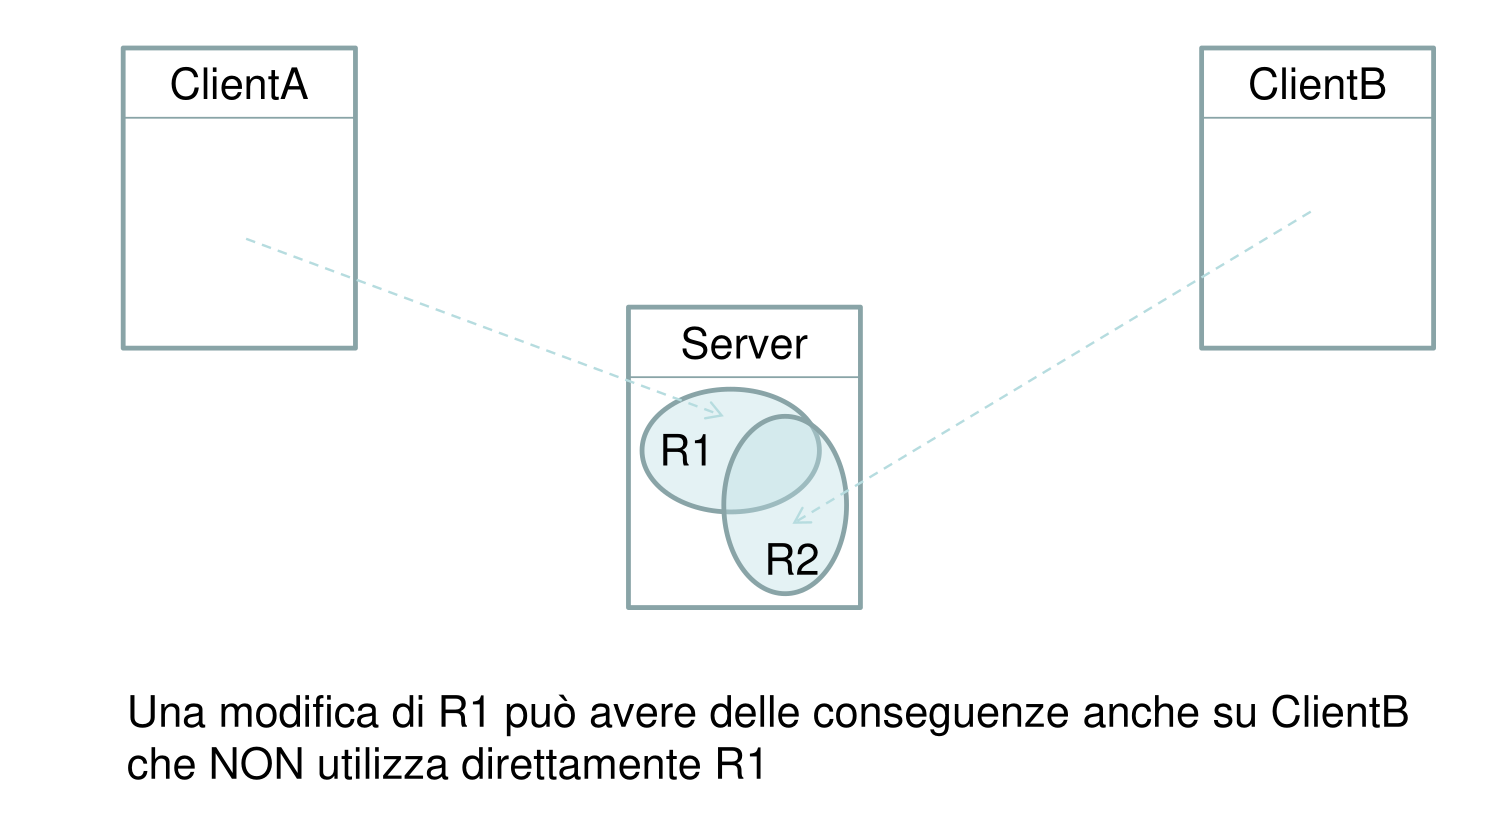 ClientA
ClientB
Server
R1
R2
Una modifica di R1 può avere delle conseguenze anche su ClientB
che NON utilizza direttamente R1